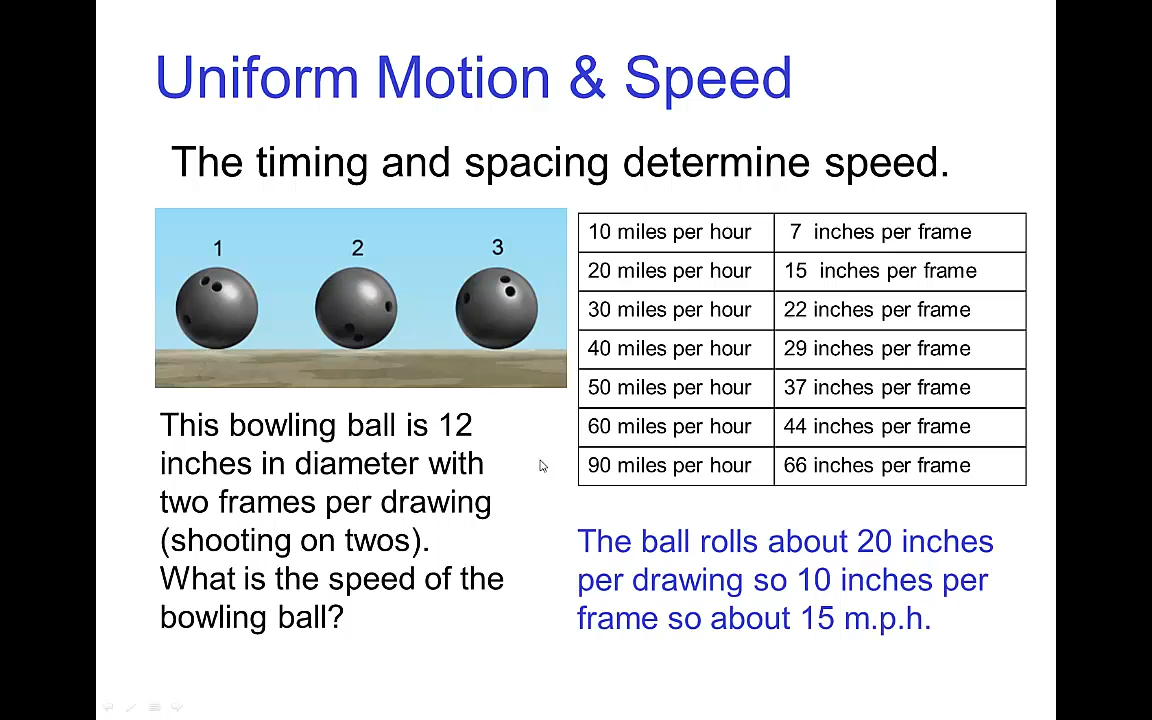 Uniform Motion & Speed
The timing and spacing determine speed.
1 2 3
10 miles per hour 7 inches per frame
20 miles per hour 15 inches per frame
30 miles per hour 22 inches per frame
40 miles per hour 29 inches per frame
50 miles per hour 37 inches per frame
60 miles per hour 44 inches per frame
90 miles per hour 66 inches per frame
This bowling ball is 12
inches in diameter with
two frames per drawing
(shooting on twos).
What is the speed of the
bowling ball?
The ball rolls about 20 inches
per drawing so 10 inches per
frame so about 15 m.p.h.